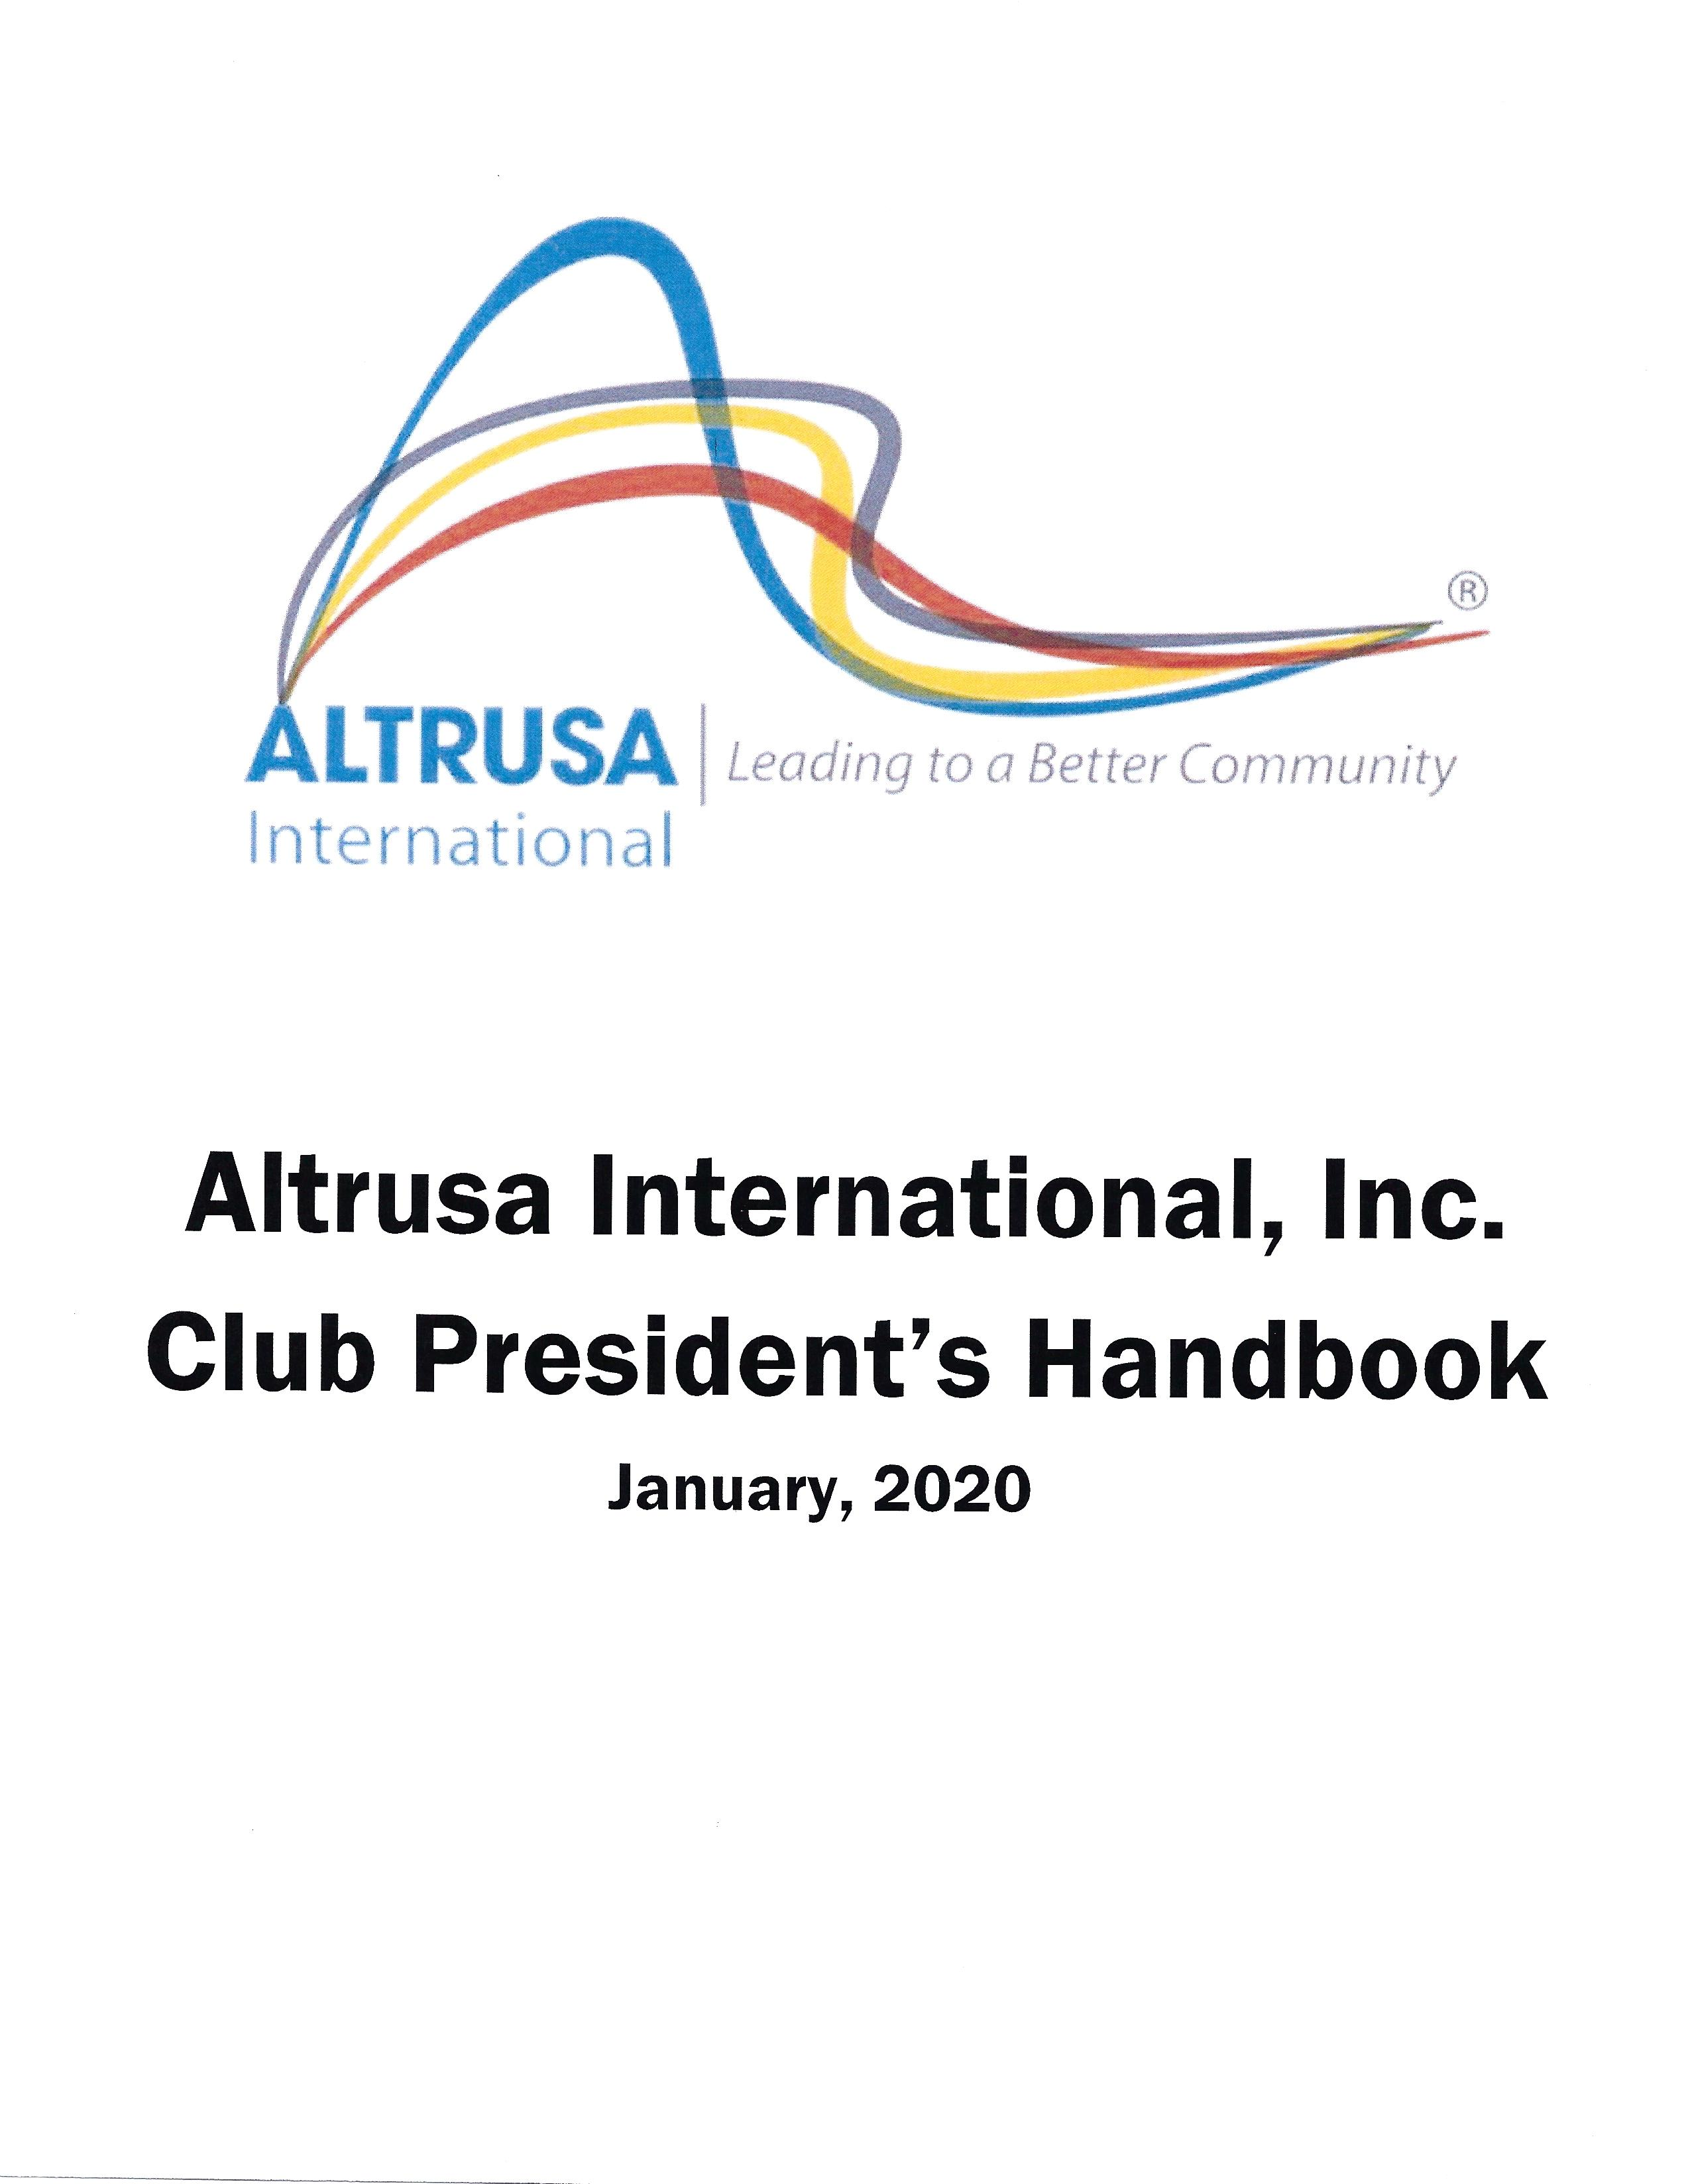 ®
ALTRUSA | Leading to a Better Community
International
Altrusa International, Inc.
Club President's Handbook
January, 2020